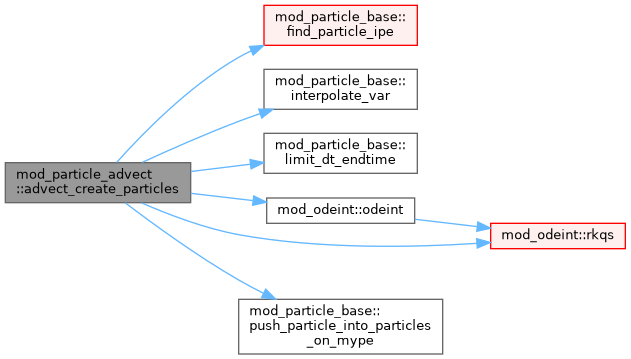 mod_particle_base::
find_particle_ipe
mod_particle_base::
interpolate_var
mod_particle_base::
limit_dt_endtime
mod_particle_advect
::advect_create_particles
mod_odeint::odeint
mod_odeint::rkqs
mod_particle_base::
push_particle_into_particles
_on_mype